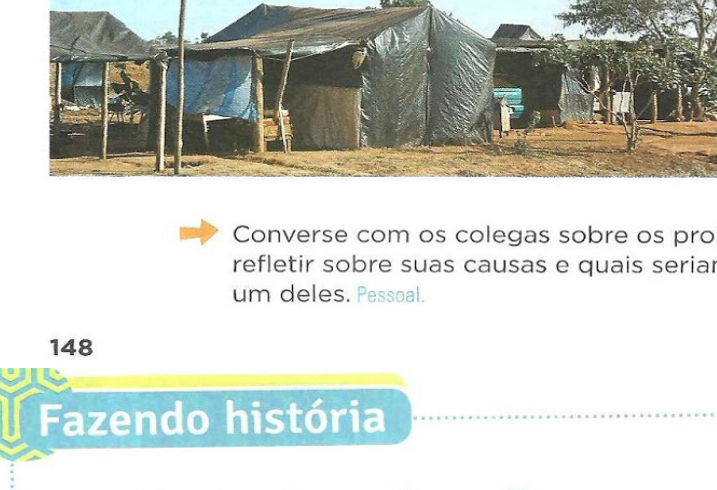 Converse com os colegas sobre os pro
refletir sobre suas causas e quais seriam
um deles. Pessoal.
148
Fazendo história